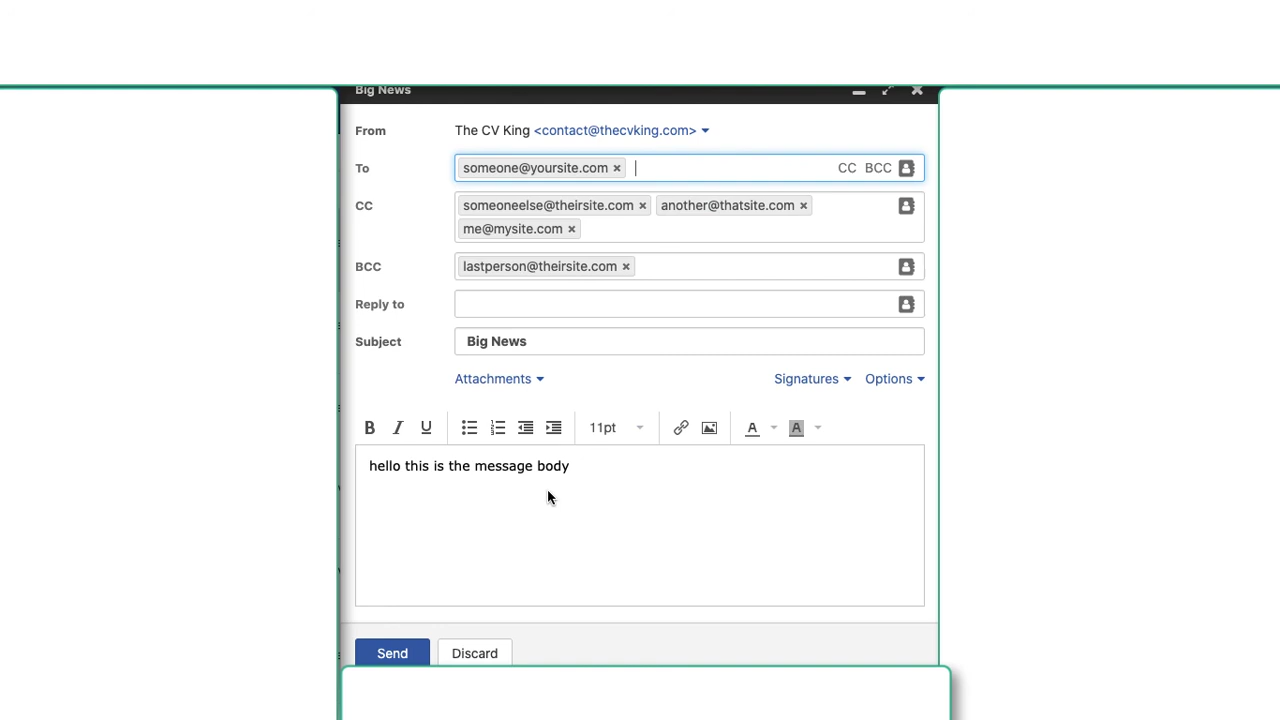 Big News
From The CV King <contact@thecvking.com>
To someone@yoursite.com × CC BCC
CC someoneelse@theirsite.com × another@thatsite.com ×
me@mysite.com ×
BCC lastperson@theirsite.com ×
Reply to
Subject Big News
Attachments Signatures Options
B I U 11pt A A
hello this is the message body
Send Discard